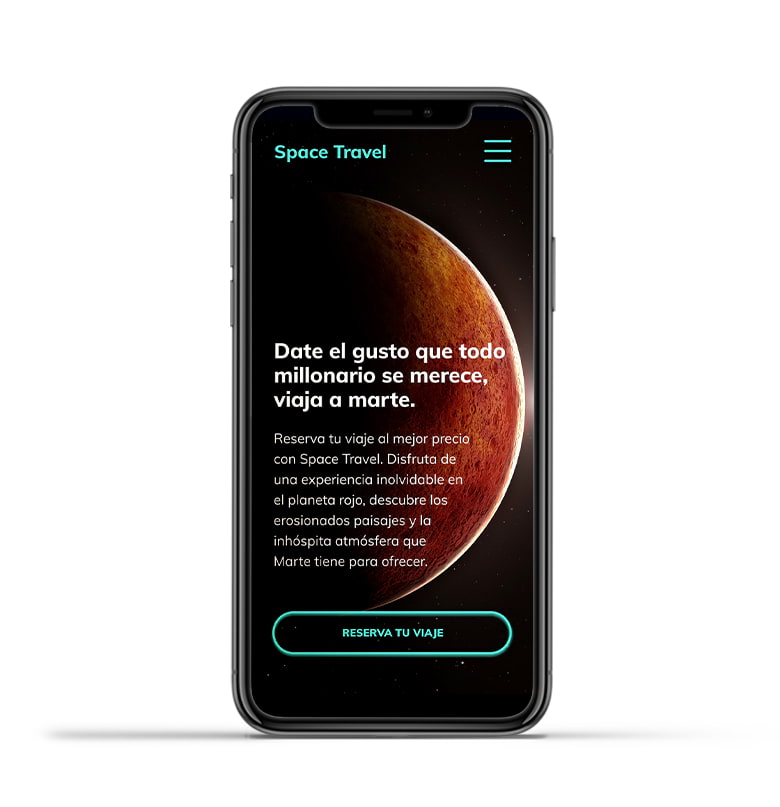 Space Travel
Date el gusto que todo
millonario se merece,
viaja a marte.
Reserva tu viaje al mejor precio
con Space Travel. Disfruta de
una experiencia inolvidable en
el planeta rojo, descubre los
erosionados paisajes y la
inhóspita atmósfera que
Marte tiene para ofrecer.
RESERVA TU VIAJE